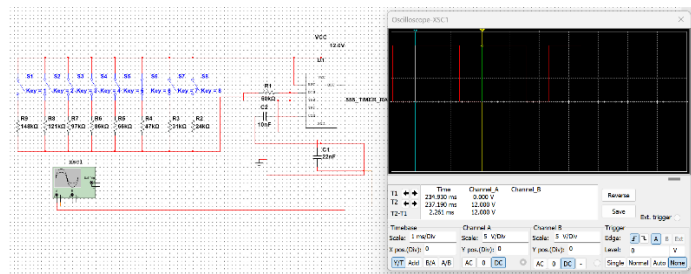 Oscilloscope-XSC1
VCC
12.0V
U1
S1 S2 S3 S4 S5 S6 S7 S8
Key = 1 Key = 2 Key = 3 Key = 4 Key = 5 Key = 6 Key = 7 Key = 8
R1
60kΩ
C2
10nF
R9 R8 R7 R6 R5 R4 R3 R2
148kΩ 121kΩ 97kΩ 86kΩ 66kΩ 47kΩ 31kΩ 24kΩ
C1
22nF
XSC1
Time Channel_A Channel_B
T1 234.930 ms 0.000 V
T2 237.190 ms 12.000 V
T2-T1 2.261 ms 12.000 V
Reverse
Save
Ext. trigger
Timebase
Scale: 1 ms/Div
X pos.(Div): 0
Y/T Add B/A A/B
Channel A
Scale: 5 V/Div
Y pos.(Div): 0
AC 0 DC
Channel B
Scale: 5 V/Div
Y pos.(Div): 0
AC 0 DC -
Trigger
Edge: A B Ext
Level: 0 V
Single Normal Auto None